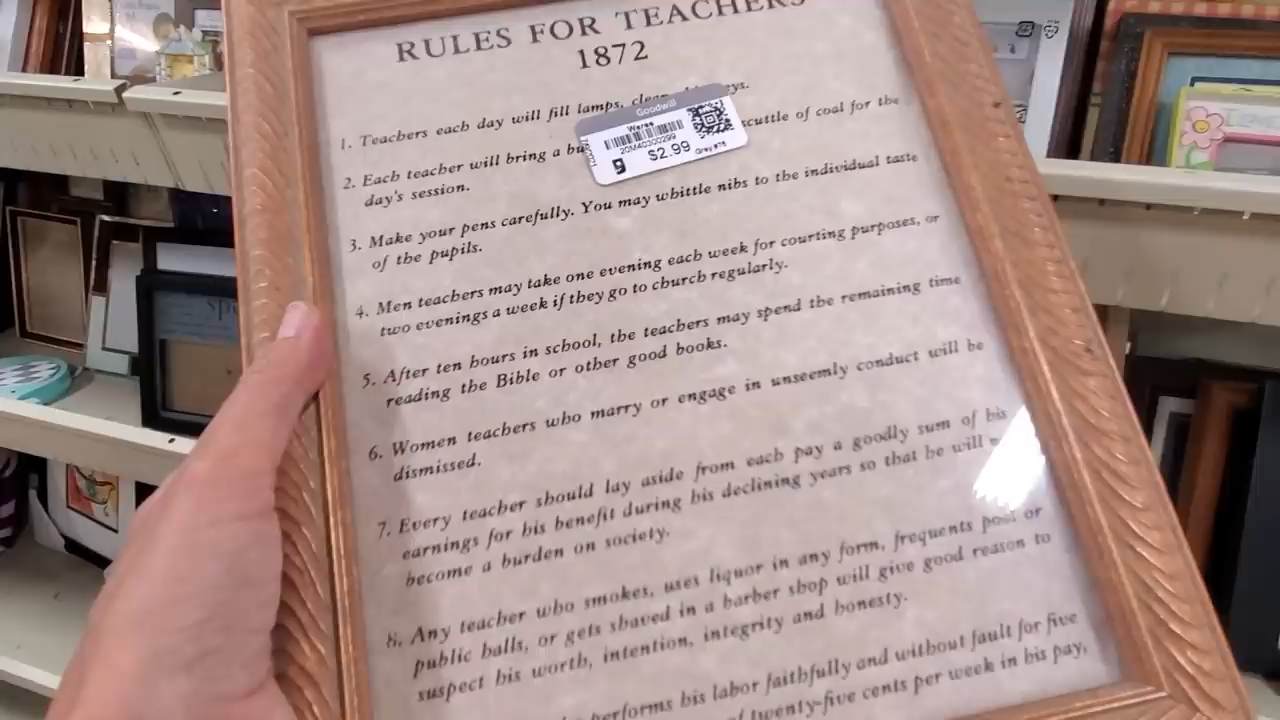 RULES FOR TEACHERS
1872
1. Teachers each day will fill lamps, clean
Goodwill
Wares
20M40300299
g $2.99 Grey #76
2. Each teacher will bring a scuttle of coal for the
day's session.
3. Make your pens carefully. You may whittle nibs to the individual taste
of the pupils.
4. Men teachers may take one evening each week for courting purposes, or
two evenings a week if they go to church regularly.
5. After ten hours in school, the teachers may spend the remaining time
reading the Bible or other good books.
6. Women teachers who marry or engage in unseemly conduct will be
dismissed.
7. Every teacher should lay aside from each pay a goodly sum of his
earnings for his benefit during his declining years so that he will
become a burden on society.
8. Any teacher who smokes, uses liquor in any form, frequents pool or
public halls, or gets shaved in a barber shop will give good reason to
suspect his worth, intention, integrity and honesty.
performs his labor faithfully and without fault for five
of twenty-five cents per week in his pay,